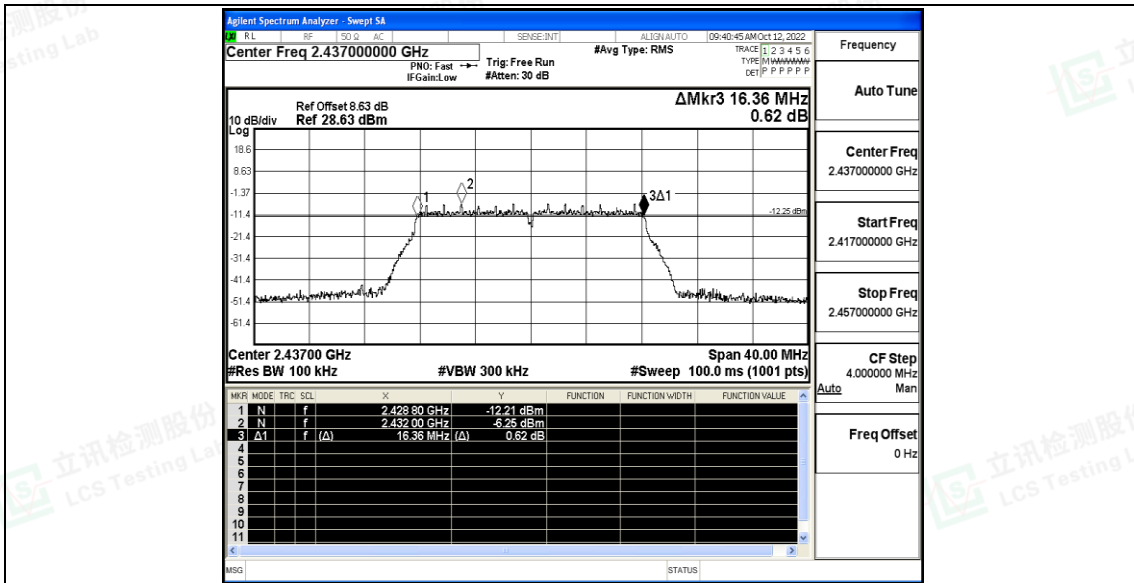 Agilent Spectrum Analyzer - Swept SA
RL RF 50 Ω AC SENSE:INT ALIGN AUTO 09:40:45 AM Oct 12, 2022
Center Freq 2.437000000 GHz
PNO: Fast
IFGain:Low
Trig: Free Run
#Atten: 30 dB
#Avg Type: RMS
TRACE 1 2 3 4 5 6
TYPE MWWWWW
DET P P P P P P
Frequency
Auto Tune
Center Freq
2.437000000 GHz
Start Freq
2.417000000 GHz
Stop Freq
2.457000000 GHz
CF Step
4.000000 MHz
Auto Man
Freq Offset
0 Hz
ΔMkr3 16.36 MHz
0.62 dB
Ref Offset 8.63 dB
10 dB/div Ref 28.63 dBm
Log
18.6
8.63
-1.37
-11.4
-21.4
-31.4
-41.4
-51.4
-61.4
1
2
3Δ1
-12.25 dBm
Center 2.43700 GHz Span 40.00 MHz
#Res BW 100 kHz #VBW 300 kHz #Sweep 100.0 ms (1001 pts)
MKR MODE TRC SCL X Y FUNCTION FUNCTION WIDTH FUNCTION VALUE
1 N f 2.428 80 GHz -12.21 dBm
2 N f 2.432 00 GHz -6.25 dBm
3 Δ1 f (Δ) 16.36 MHz (Δ) 0.62 dB
4
5
6
7
8
9
10
11
MSG STATUS
立讯检测股份
LCS Testing Lab
立讯检测股份
LCS Testing L